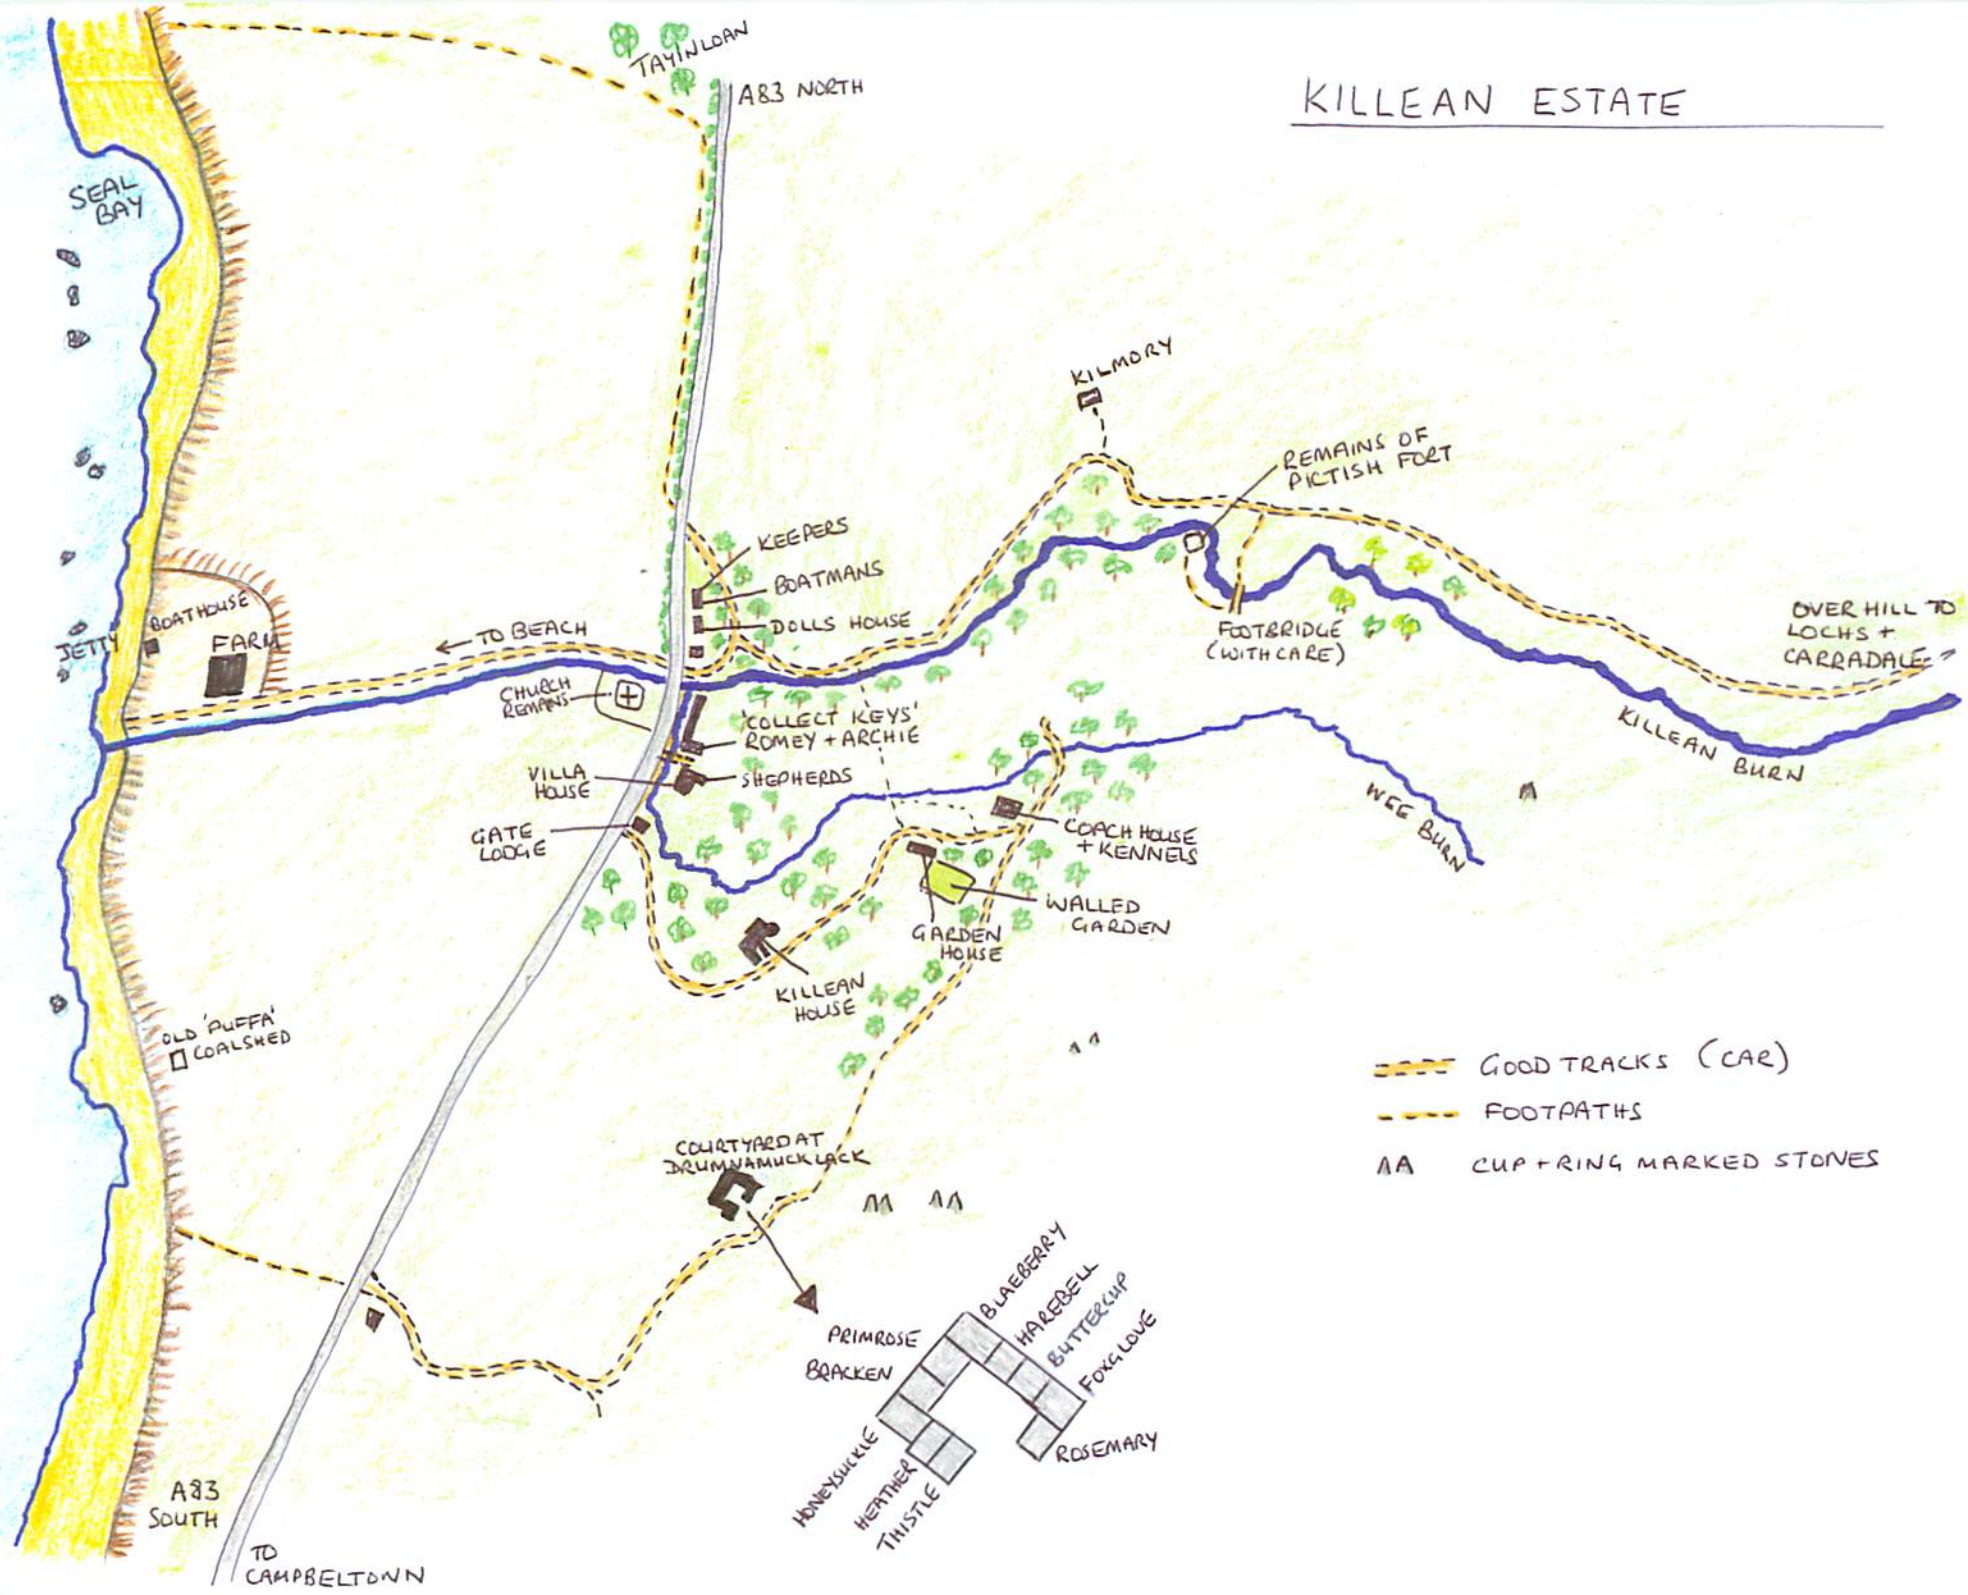 KILLEAN ESTATE
TAYINLOAN
A83 NORTH
SEAL
BAY
KILMORY
REMAINS OF
PICTISH FORT
KEEPERS
BOATMANS
DOLLS HOUSE
BOATHOUSE
FARM
JETTY
← TO BEACH
FOOTBRIDGE
(WITH CARE)
OVER HILL TO
LOCHS +
CARRADALE
CHURCH
REMAINS
'COLLECT KEYS'
ROMEY + ARCHIE
KILLEAN BURN
VILLA
HOUSE
SHEPHERDS
WEE BURN
GATE
LODGE
COACH HOUSE
+ KENNELS
WALLED
GARDEN
GARDEN
HOUSE
KILLEAN
HOUSE
OLD 'PUFFA'
COALSHED
GOOD TRACKS (CAR)
FOOTPATHS
CUP + RING MARKED STONES
COURTYARD AT
DRUMNAMUCKLACK
BLAEBERRY
HAREBELL
BUTTERCUP
FOXGLOVE
PRIMROSE
BRACKEN
ROSEMARY
HONEYSUCKLE
HEATHER
THISTLE
A83
SOUTH
TO
CAMPBELTOWN